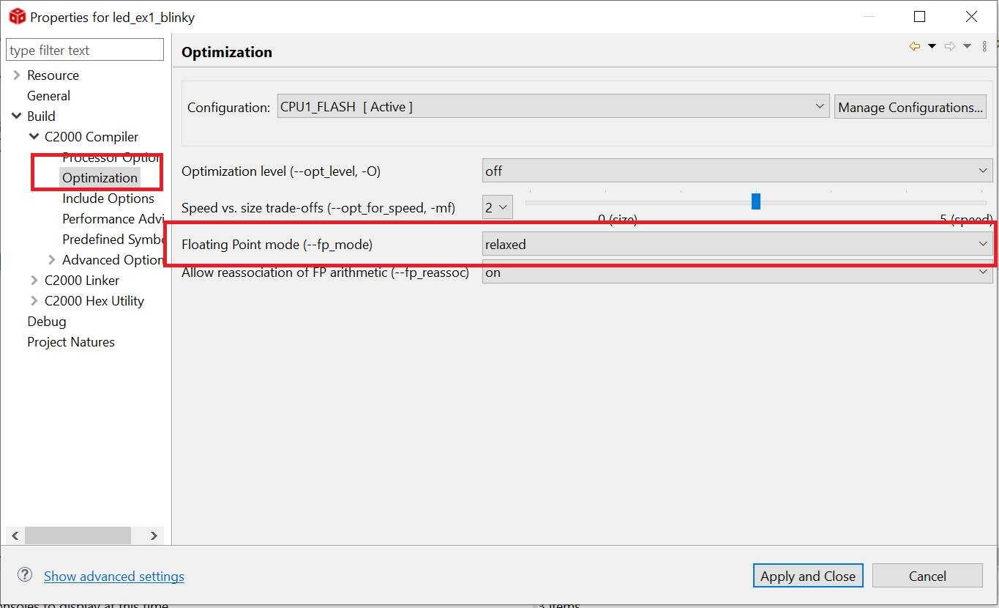 Properties for led_ex1_blinky
type filter text
Optimization
Resource
General
Build
C2000 Compiler
Processor Option
Optimization
Include Options
Performance Advi
Predefined Symbo
Advanced Option
C2000 Linker
C2000 Hex Utility
Debug
Project Natures
Configuration: CPU1_FLASH [ Active ] Manage Configurations...
Optimization level (--opt_level, -O) off
Speed vs. size trade-offs (--opt_for_speed, -mf) 2
0 (size) 5 (speed)
Floating Point mode (--fp_mode) relaxed
Allow reassociation of FP arithmetic (--fp_reassoc) on
? Show advanced settings
Apply and Close Cancel
onsoles to display at this time.
3 items